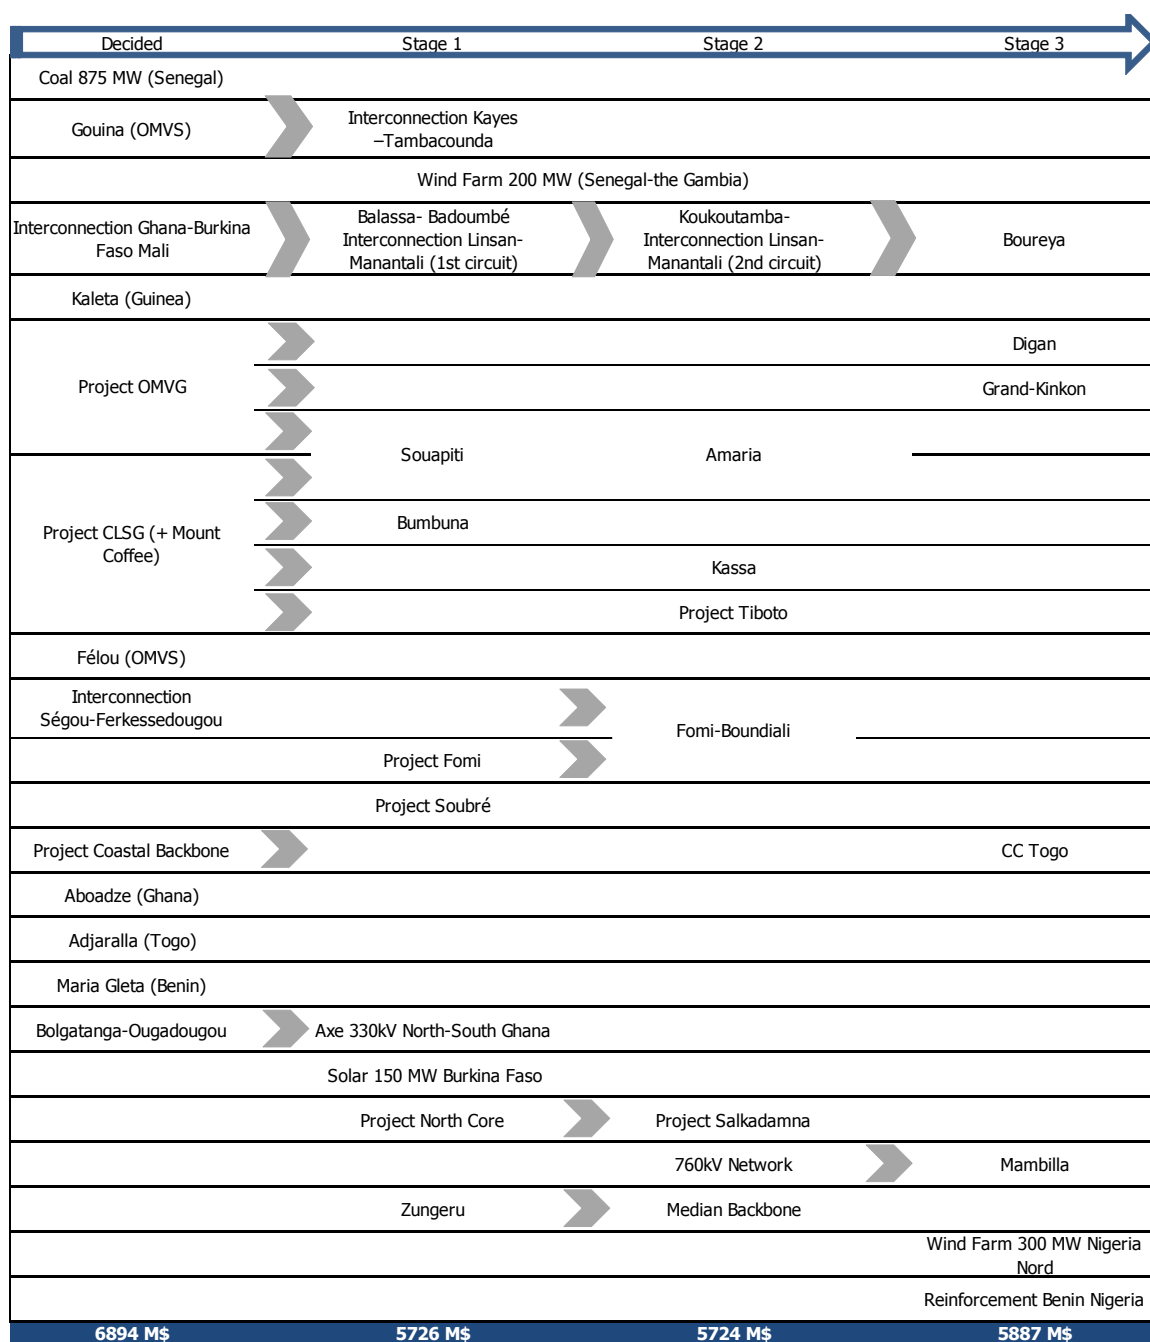 Decided Stage 1 Stage 2 Stage 3
Coal 875 MW (Senegal)
Gouina (OMVS)
Interconnection Kayes
–Tambacounda
Wind Farm 200 MW (Senegal-the Gambia)
Interconnection Ghana-Burkina
Faso Mali
Balassa- Badoumbé
Interconnection Linsan-
Manantali (1st circuit)
Koukoutamba-
Interconnection Linsan-
Manantali (2nd circuit)
Boureya
Kaleta (Guinea)
Project OMVG
Digan
Grand-Kinkon
Souapiti
Amaria
Project CLSG (+ Mount
Coffee)
Bumbuna
Kassa
Project Tiboto
Félou (OMVS)
Interconnection
Ségou-Ferkessedougou
Fomi-Boundiali
Project Fomi
Project Soubré
Project Coastal Backbone
CC Togo
Aboadze (Ghana)
Adjaralla (Togo)
Maria Gleta (Benin)
Bolgatanga-Ougadougou
Axe 330kV North-South Ghana
Solar 150 MW Burkina Faso
Project North Core
Project Salkadamna
760kV Network
Mambilla
Zungeru
Median Backbone
Wind Farm 300 MW Nigeria
Nord
Reinforcement Benin Nigeria
6894 M$ 5726 M$ 5724 M$ 5887 M$